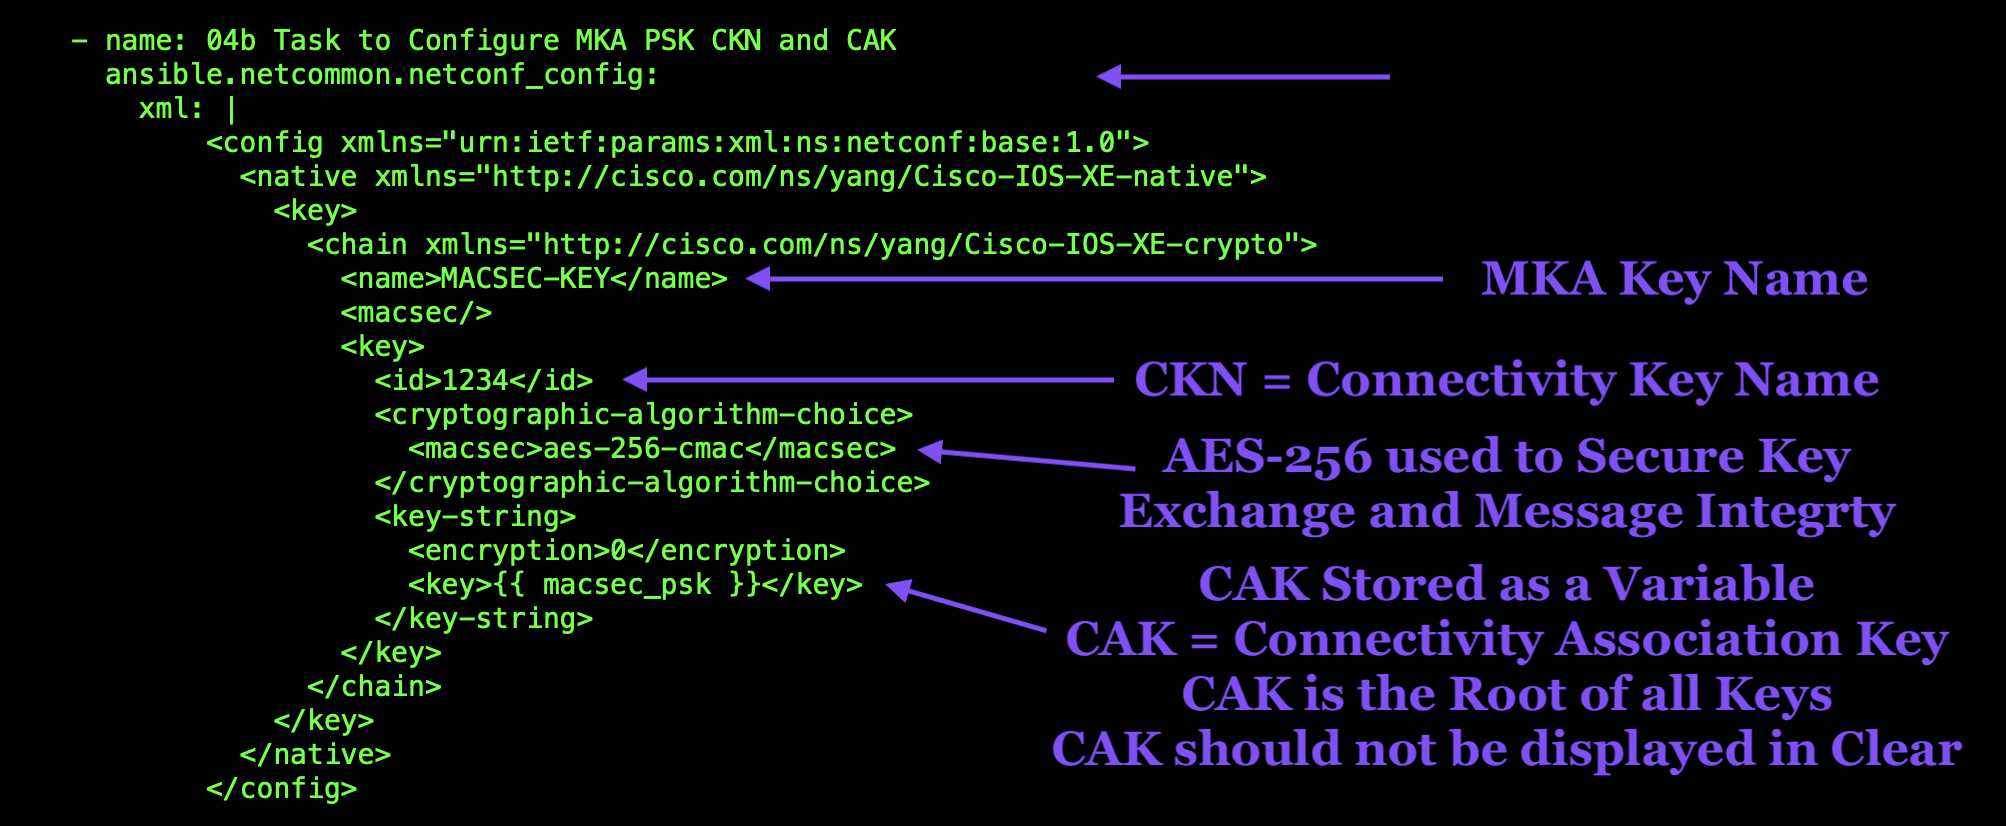 - name: 04b Task to Configure MKA PSK CKN and CAK
ansible.netcommon.netconf_config:
xml: |
<config xmlns="urn:ietf:params:xml:ns:netconf:base:1.0">
<native xmlns="http://cisco.com/ns/yang/Cisco-IOS-XE-native">
<key>
<chain xmlns="http://cisco.com/ns/yang/Cisco-IOS-XE-crypto">
<name>MACSEC-KEY</name>
MKA Key Name
<macsec/>
<key>
<id>1234</id>
CKN = Connectivity Key Name
<cryptographic-algorithm-choice>
<macsec>aes-256-cmac</macsec>
AES-256 used to Secure Key
Exchange and Message Integrty
</cryptographic-algorithm-choice>
<key-string>
<encryption>0</encryption>
<key>{{ macsec_psk }}</key>
CAK Stored as a Variable
CAK = Connectivity Association Key
CAK is the Root of all Keys
CAK should not be displayed in Clear
</key-string>
</key>
</chain>
</key>
</native>
</config>